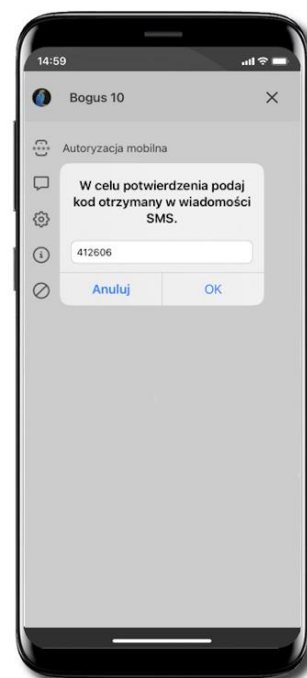 14:59
Bogus 10
Autoryzacja mobilna
W celu potwierdzenia podaj
kod otrzymany w wiadomości
SMS.
412606
Anuluj
OK